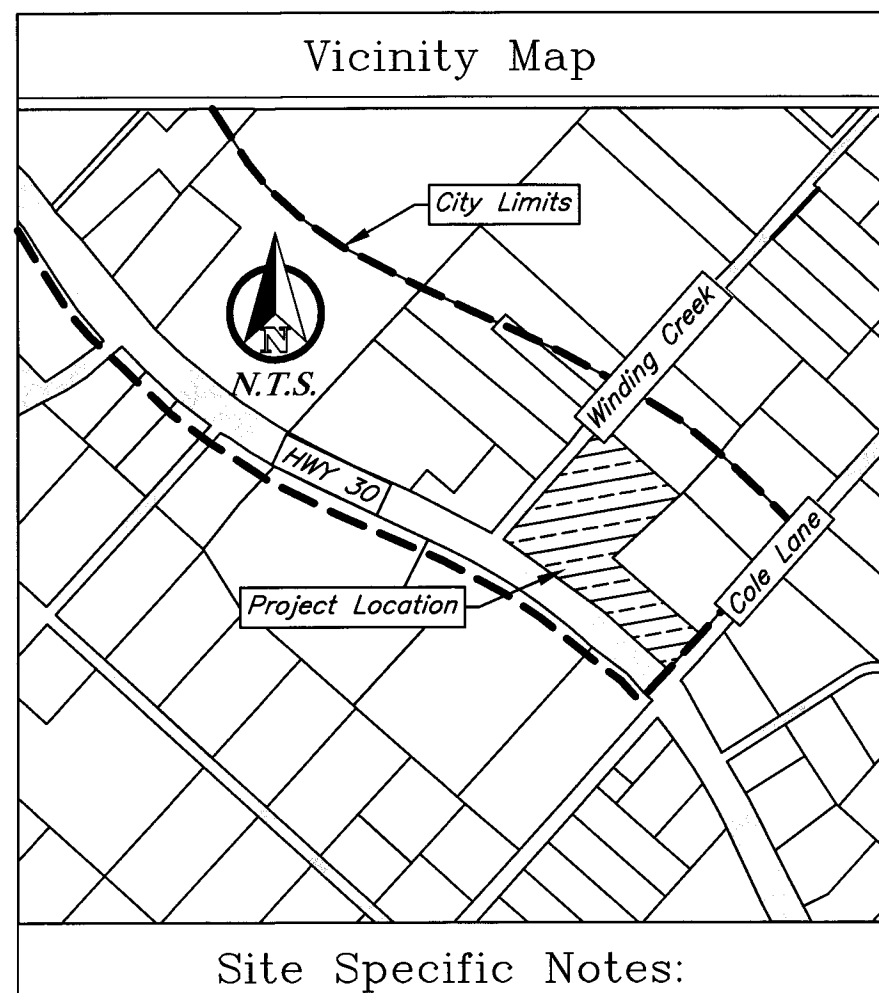 Vicinity Map
City Limits
Winding Creek
N
N.T.S.
HWY 30
Cole Lane
Project Location
Site Specific Notes: